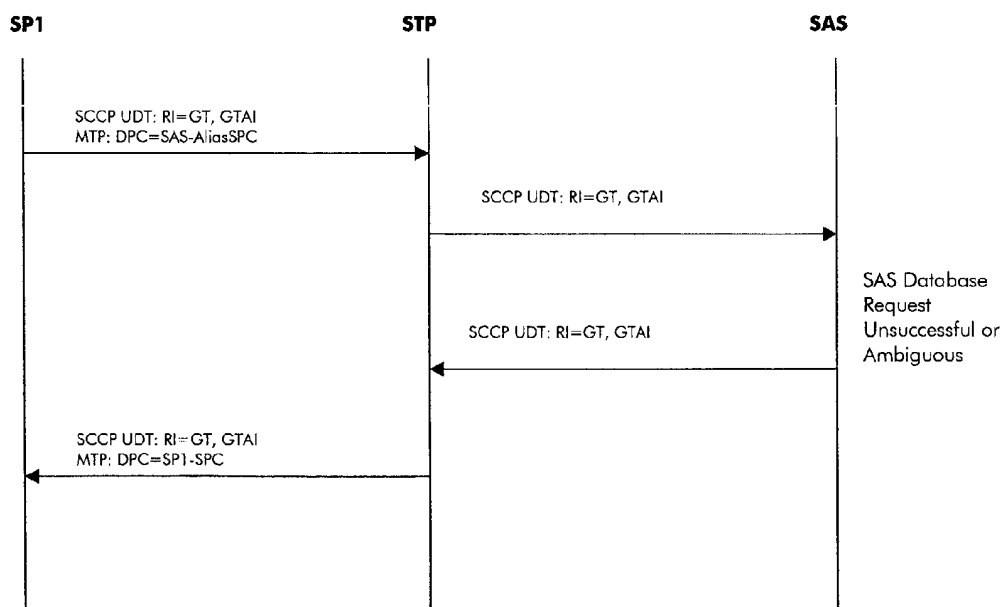 SP1 STP SAS
SCCP UDT: RI=GT, GTAI
MTP: DPC=SAS-AliasSPC
SCCP UDT: RI=GT, GTAI
SAS Database
Request
Unsuccessful or
Ambiguous
SCCP UDT: RI=GT, GTAI
SCCP UDT: RI=GT, GTAI
MTP: DPC=SP1-SPC